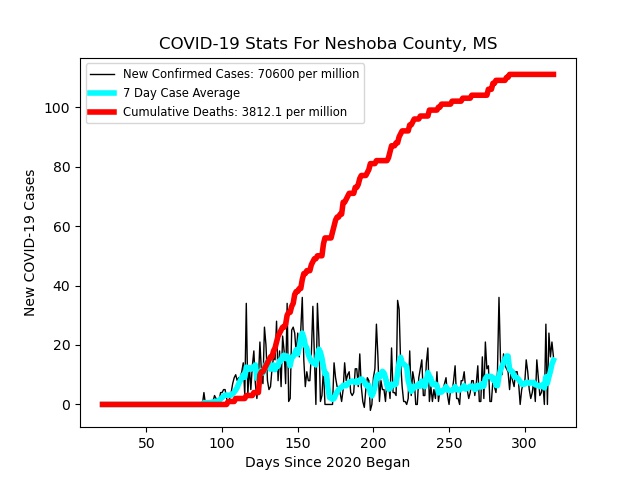 COVID-19 Stats For Neshoba County, MS
New Confirmed Cases: 70600 per million
7 Day Case Average
Cumulative Deaths: 3812.1 per million
New COVID-19 Cases
100
80
60
40
20
0
50 100 150 200 250 300
Days Since 2020 Began